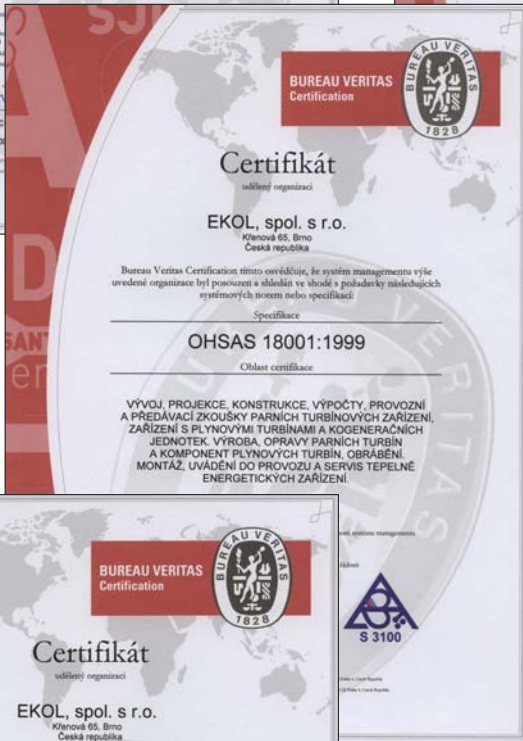 BUREAU VERITAS
Certification
BUREAU VERITAS
1828
Certifikát
udělený organizaci
EKOL, spol. s r.o.
Křenová 65, Brno
Česká republika
Bureau Veritas Certification tímto osvědčuje, že systém managementu výše
uvedené organizace byl posouzen a shledán ve shodě s požadavky následujících
systémových norem nebo specifikací:
Specifikace
OHSAS 18001:1999
Oblast certifikace
VÝVOJ, PROJEKCE, KONSTRUKCE, VÝPOČTY, PROVOZNÍ
A PŘEDÁVACÍ ZKOUŠKY PARNÍCH TURBÍNOVÝCH ZAŘÍZENÍ,
ZAŘÍZENÍ S PLYNOVÝMI TURBÍNAMI A KOGENERAČNÍCH
JEDNOTEK. VÝROBA, OPRAVY PARNÍCH TURBÍN
A KOMPONENT PLYNOVÝCH TURBÍN, OBRÁBĚNÍ.
MONTÁŽ, UVÁDĚNÍ DO PROVOZU A SERVIS TEPELNĚ
ENERGETICKÝCH ZAŘÍZENÍ.
S 3100
BUREAU VERITAS
Certification
BUREAU VERITAS
1828
Certifikát
udělený organizaci
EKOL, spol. s r.o.
Křenová 65, Brno
Česká republika